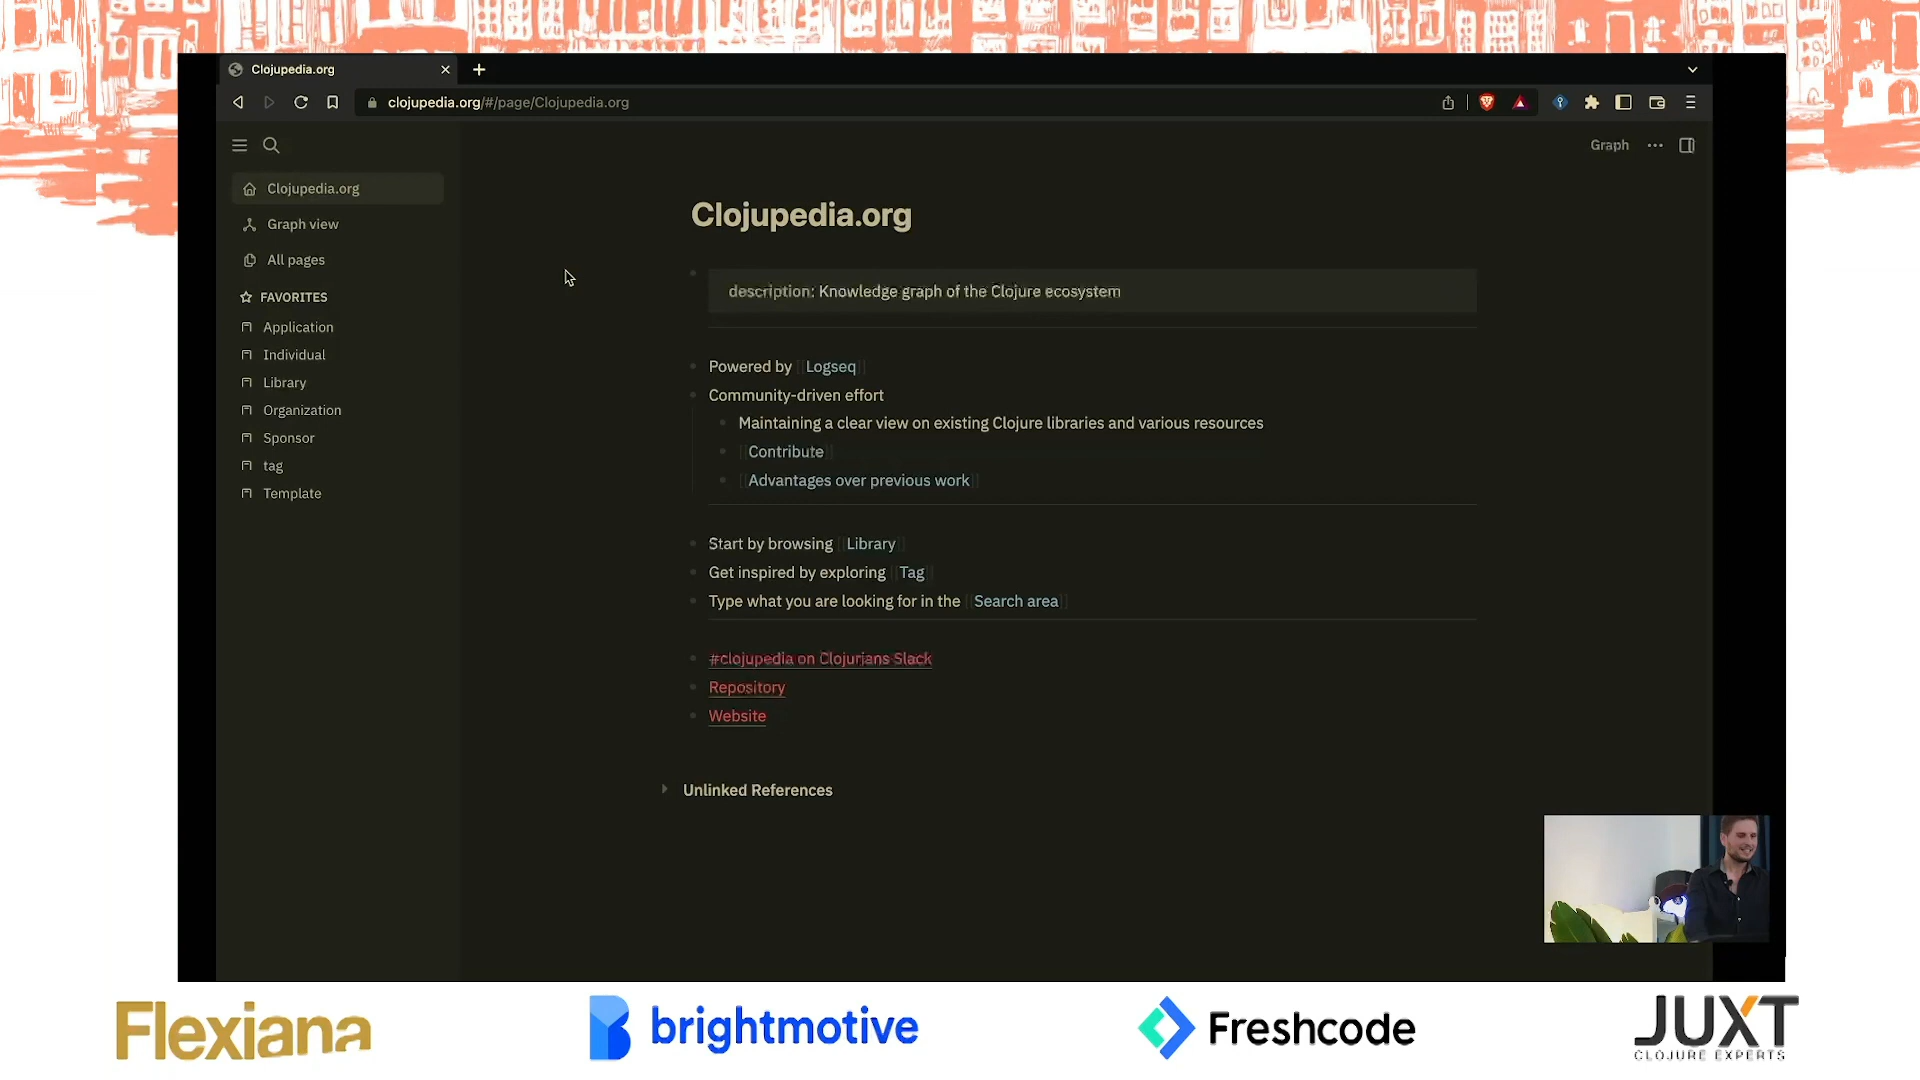 Clojupedia.org
clojupedia.org/#/page/Clojupedia.org
Graph
Clojupedia.org
Graph view
All pages
FAVORITES
Application
Individual
Library
Organization
Sponsor
tag
Template
Clojupedia.org
description: Knowledge graph of the Clojure ecosystem
Powered by [[Logseq]]
Community-driven effort
Maintaining a clear view on existing Clojure libraries and various resources
[[Contribute]]
[[Advantages over previous work]]
Start by browsing [[Library]]
Get inspired by exploring [[Tag]]
Type what you are looking for in the [[Search area]]
#clojupedia on Clojurians Slack
Repository
Website
Unlinked References
Flexiana
brightmotive
Freshcode
JUXT
CLOJURE EXPERTS